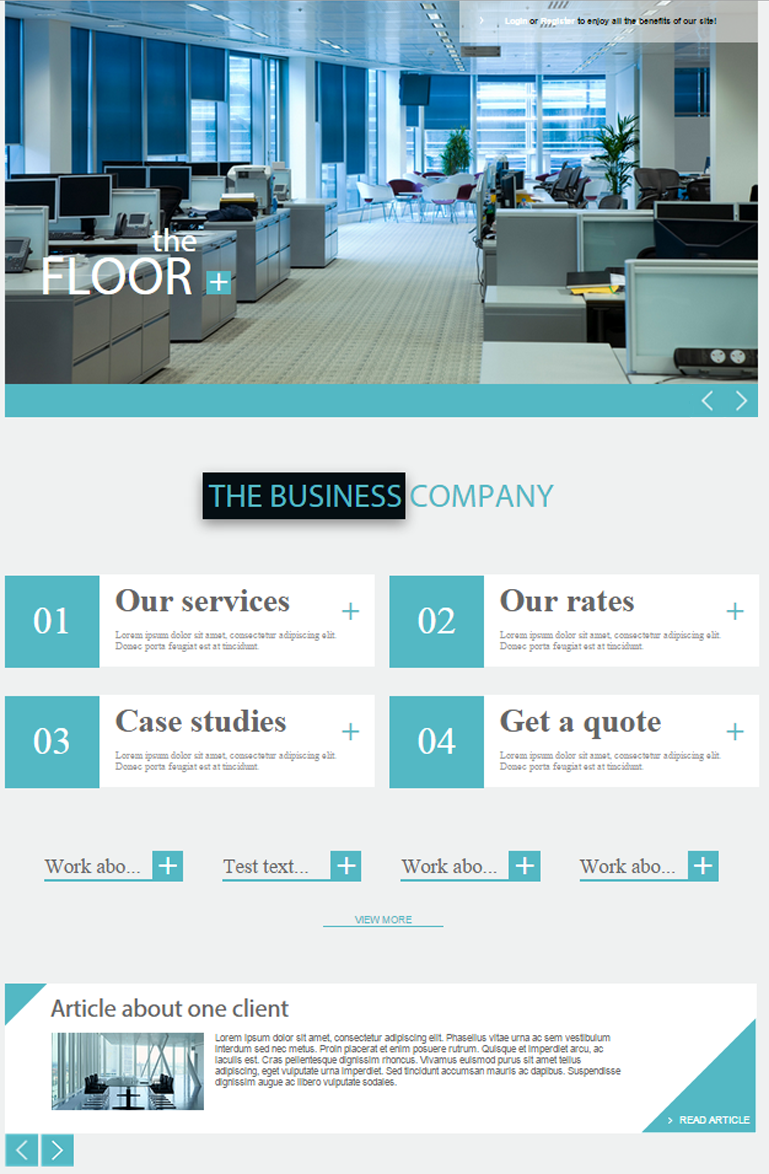 Login or Register to enjoy all the benefits of our site!
the
FLOOR
THE BUSINESS COMPANY
01
Our services
Lorem ipsum dolor sit amet, consectetur adipiscing elit.
Donec porta feugiat est at tincidunt.
02
Our rates
Lorem ipsum dolor sit amet, consectetur adipiscing elit.
Donec porta feugiat est at tincidunt.
03
Case studies
Lorem ipsum dolor sit amet, consectetur adipiscing elit.
Donec porta feugiat est at tincidunt.
04
Get a quote
Lorem ipsum dolor sit amet, consectetur adipiscing elit.
Donec porta feugiat est at tincidunt.
Work abo...
Test text...
Work abo...
Work abo...
VIEW MORE
Article about one client
Lorem ipsum dolor sit amet, consectetur adipiscing elit. Phasellus vitae urna ac sem vestibulum
interdum sed nec metus. Proin placerat et enim posuere rutrum. Quisque et imperdiet arcu, ac
iaculis est. Cras pellentesque dignissim rhoncus. Vivamus euismod purus sit amet tellus
adipiscing, eget vulputate urna imperdiet. Sed tincidunt accumsan mauris ac dapibus. Suspendisse
dignissim augue ac libero vulputate sodales.
READ ARTICLE